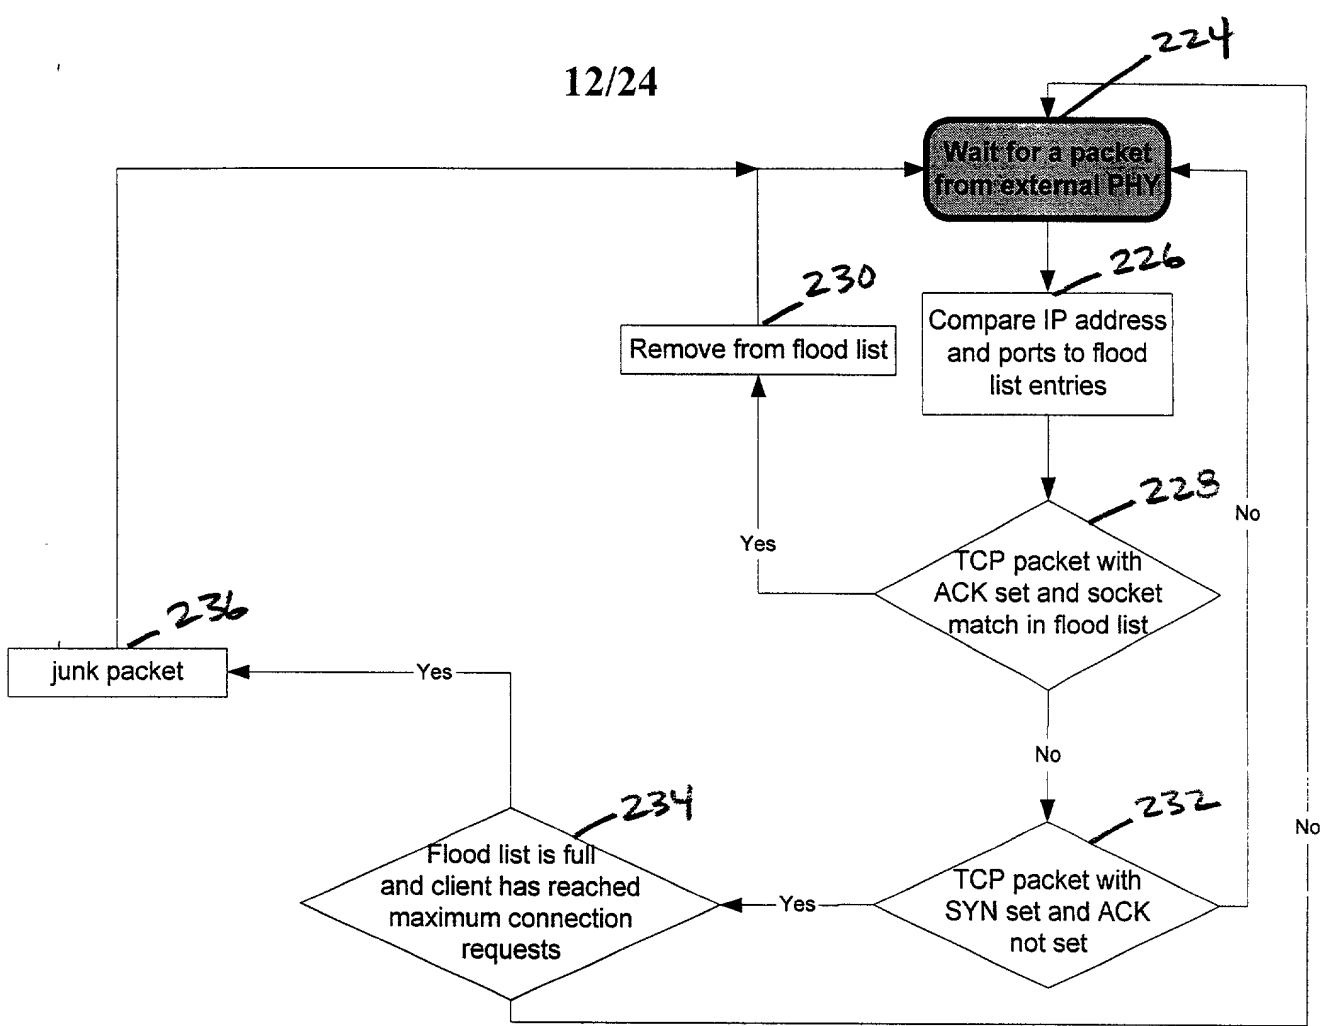 12/24
224
Wait for a packet
from external PHY
226
230
Compare IP address
and ports to flood
list entries
Remove from flood list
228
No
Yes
TCP packet with
ACK set and socket
match in flood list
236
junk packet
Yes
No
234
232
No
Flood list is full
and client has reached
maximum connection
requests
Yes
TCP packet with
SYN set and ACK
not set